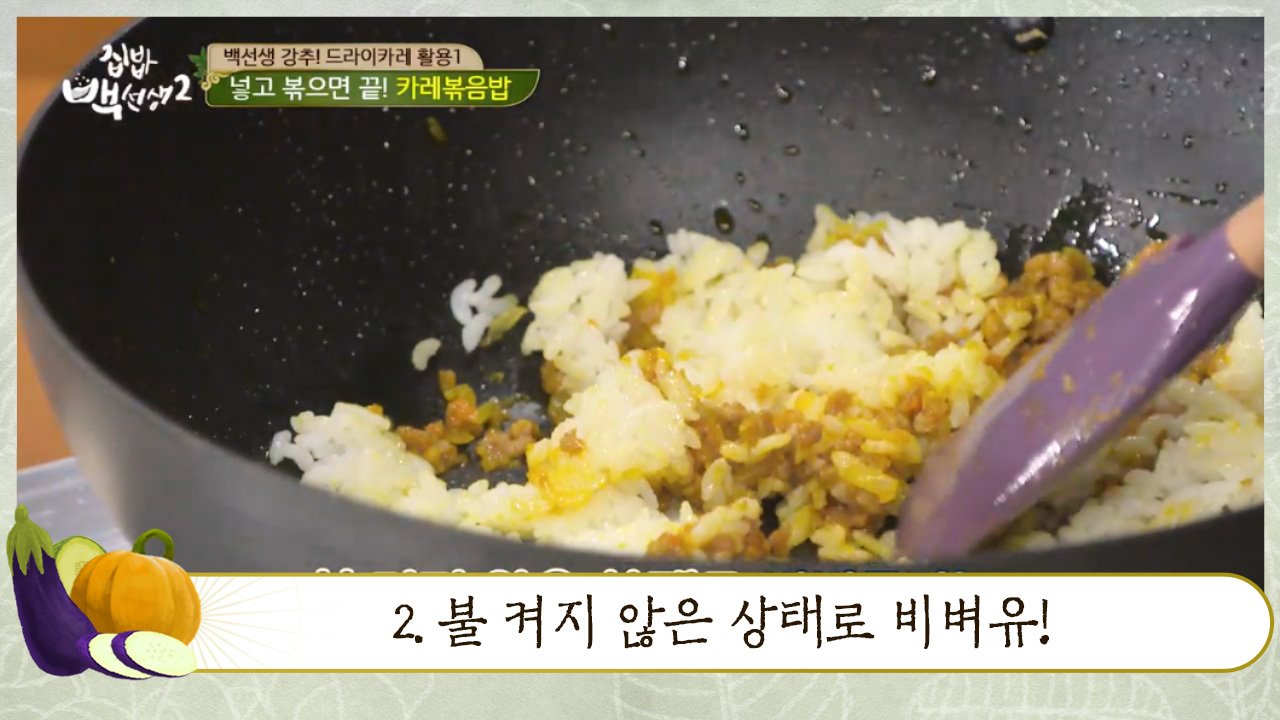 집밥
백선생2
백선생 강추! 드라이카레 활용1
넣고 볶으면 끝! 카레볶음밥
2. 불 켜지 않은 상태로 비벼유!